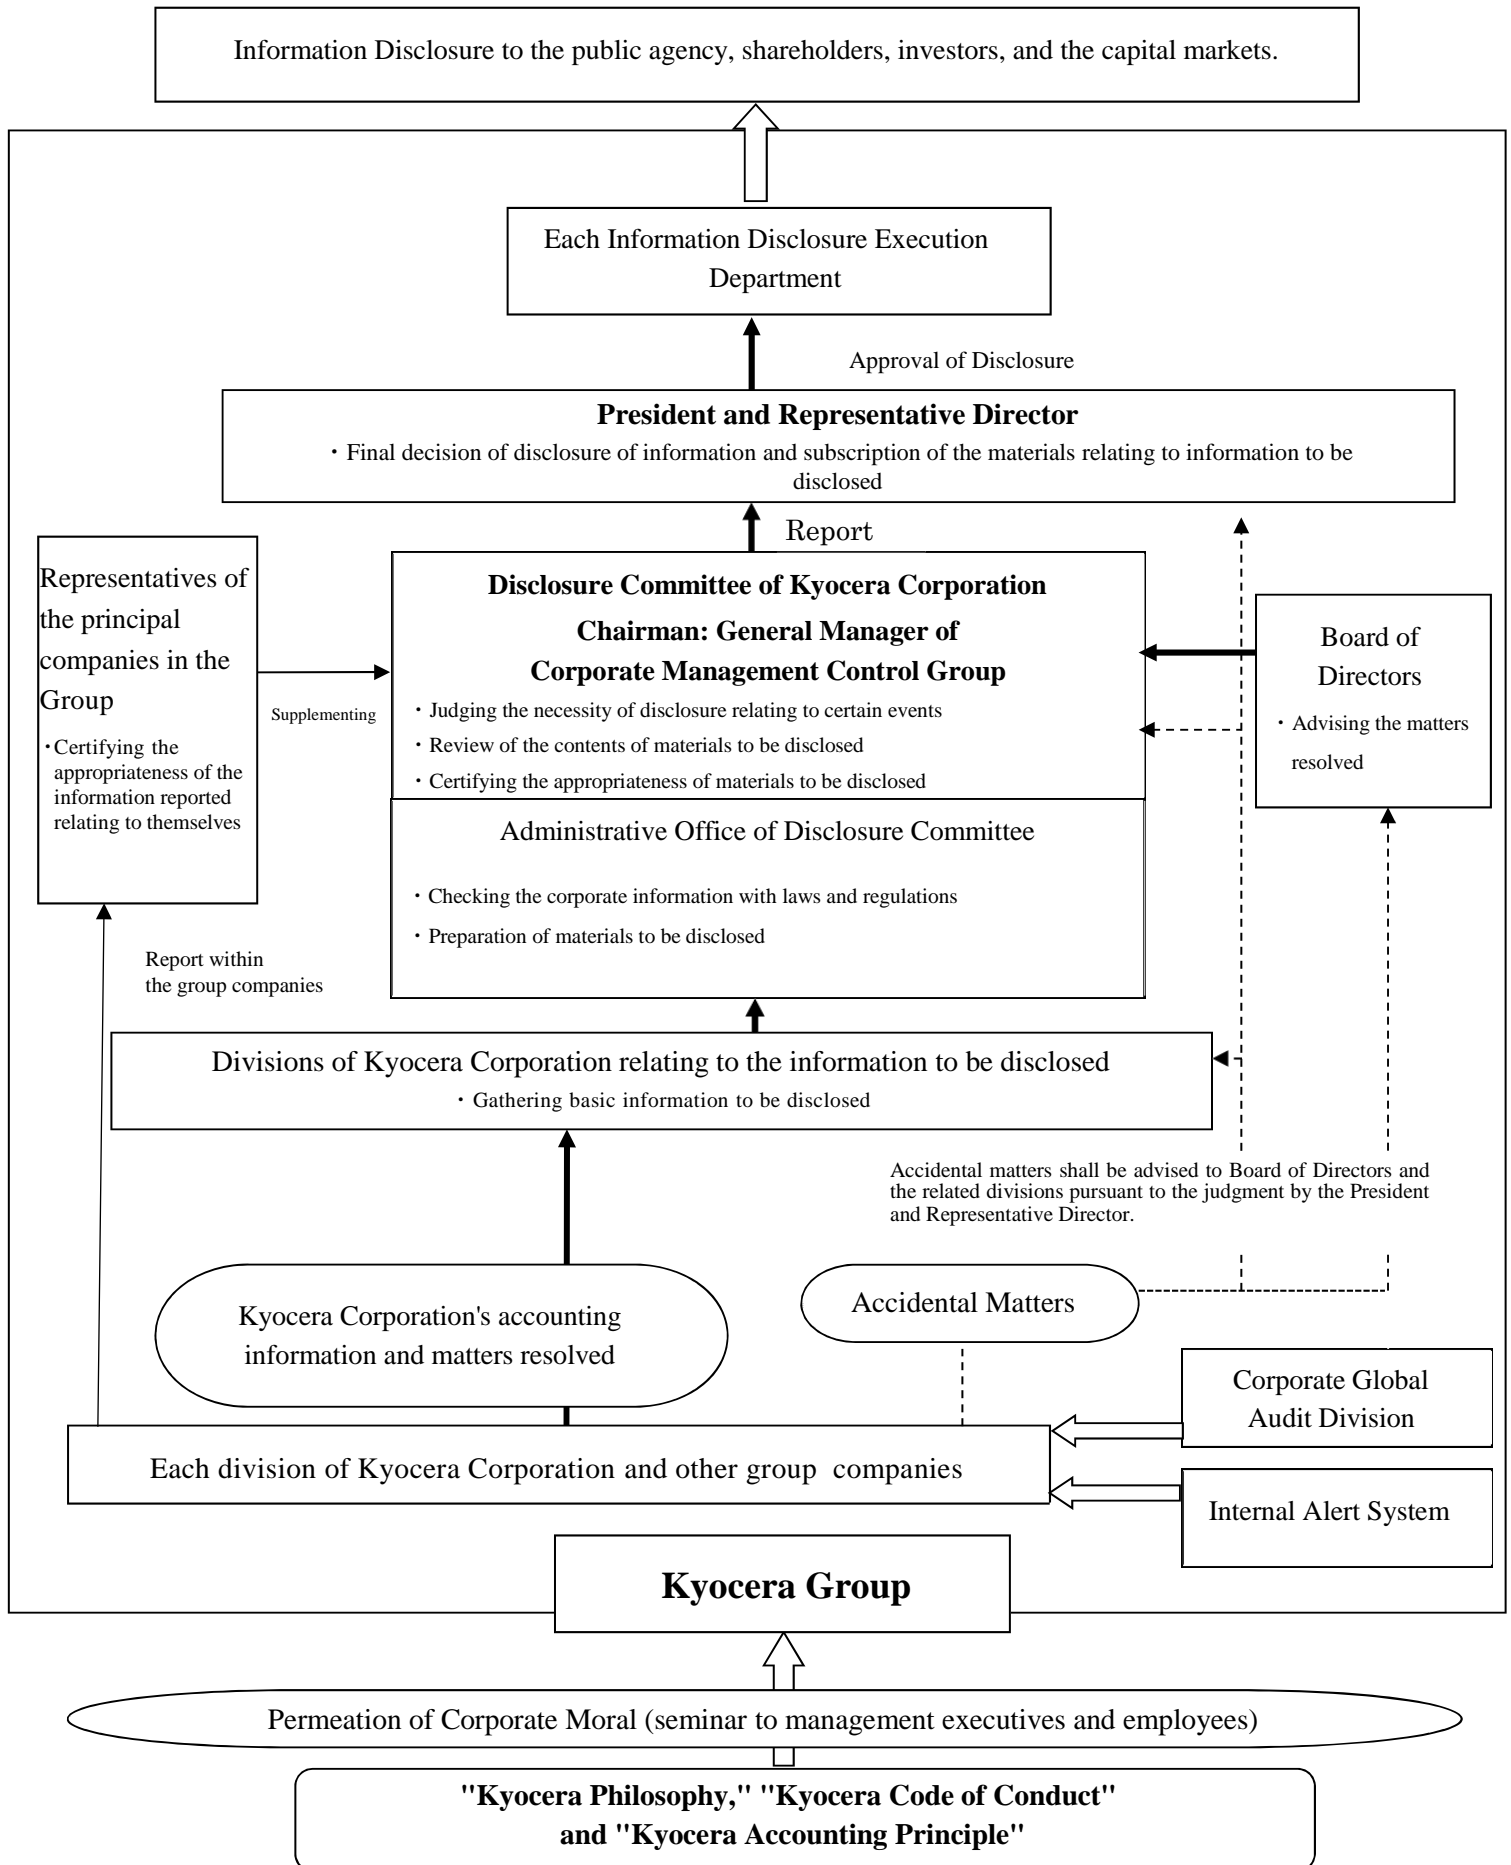 Information Disclosure to the public agency, shareholders, investors, and the capital markets.
Each Information Disclosure Execution
Department
Approval of Disclosure
President and Representative Director
・Final decision of disclosure of information and subscription of the materials relating to information to be
disclosed
Report
Representatives of
the principal
companies in the
Group
・Certifying the
appropriateness of the
information reported
relating to themselves
Supplementing
Disclosure Committee of Kyocera Corporation
Chairman: General Manager of
Corporate Management Control Group
・Judging the necessity of disclosure relating to certain events
・Review of the contents of materials to be disclosed
・Certifying the appropriateness of materials to be disclosed
Board of
Directors
・Advising the matters
resolved
Administrative Office of Disclosure Committee
・Checking the corporate information with laws and regulations
・Preparation of materials to be disclosed
Report within
the group companies
Divisions of Kyocera Corporation relating to the information to be disclosed
・Gathering basic information to be disclosed
Accidental matters shall be advised to Board of Directors and
the related divisions pursuant to the judgment by the President
and Representative Director.
Kyocera Corporation's accounting
information and matters resolved
Accidental Matters
Corporate Global
Audit Division
Each division of Kyocera Corporation and other group companies
Internal Alert System
Kyocera Group
Permeation of Corporate Moral (seminar to management executives and employees)
"Kyocera Philosophy," "Kyocera Code of Conduct"
and "Kyocera Accounting Principle"